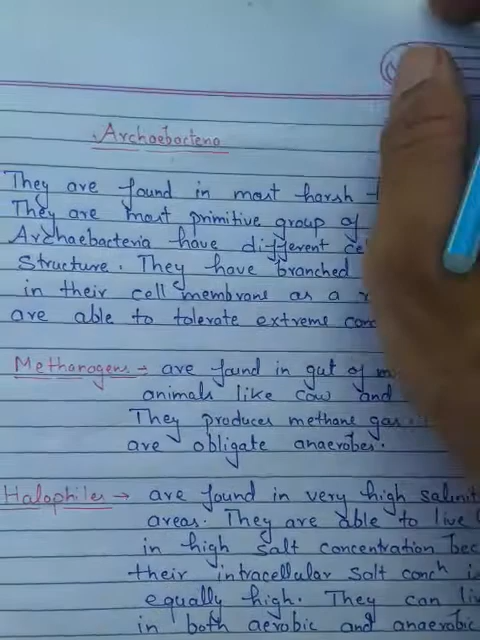 Archaebacteria
They are found in most harsh
They are most primitive group of
Archaebacteria have different
Structure. They have branched
in their cell membrane as a
are able to tolerate extreme
Methanogens - are found in gut of
animals like cow and
They produces methane gas.
are obligate anaerobes.
Halophiles → are found in very high
areas. They are able to live
in high salt concentration
their intracellular salt conc^n
equally high. They can
in both aerobic and anaerobic